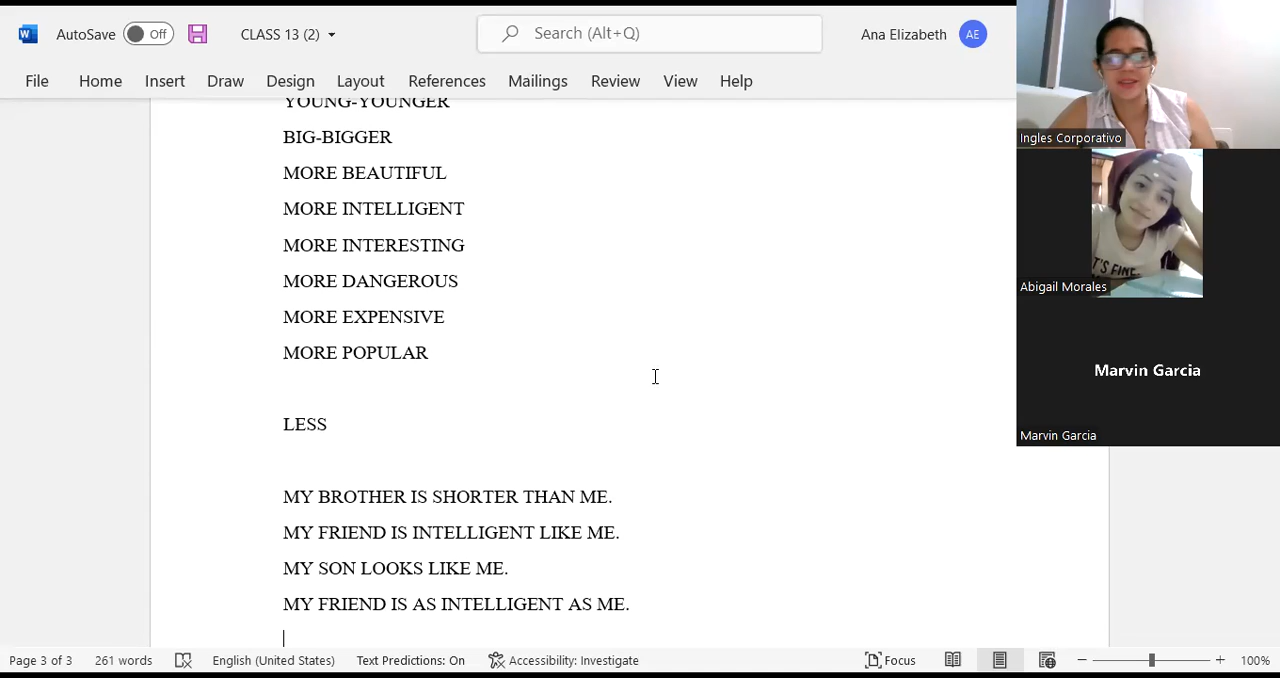 AutoSave Off CLASS 13 (2) Search (Alt+Q) Ana Elizabeth AE
File Home Insert Draw Design Layout References Mailings Review View Help
YOUNG-YOUNGER
BIG-BIGGER
MORE BEAUTIFUL
MORE INTELLIGENT
MORE INTERESTING
MORE DANGEROUS
MORE EXPENSIVE
MORE POPULAR
LESS
MY BROTHER IS SHORTER THAN ME.
MY FRIEND IS INTELLIGENT LIKE ME.
MY SON LOOKS LIKE ME.
MY FRIEND IS AS INTELLIGENT AS ME.
Page 3 of 3 261 words English (United States) Text Predictions: On Accessibility: Investigate Focus 100%
Ingles Corporativo
IT'S FINE
Abigail Morales
Marvin Garcia
Marvin Garcia